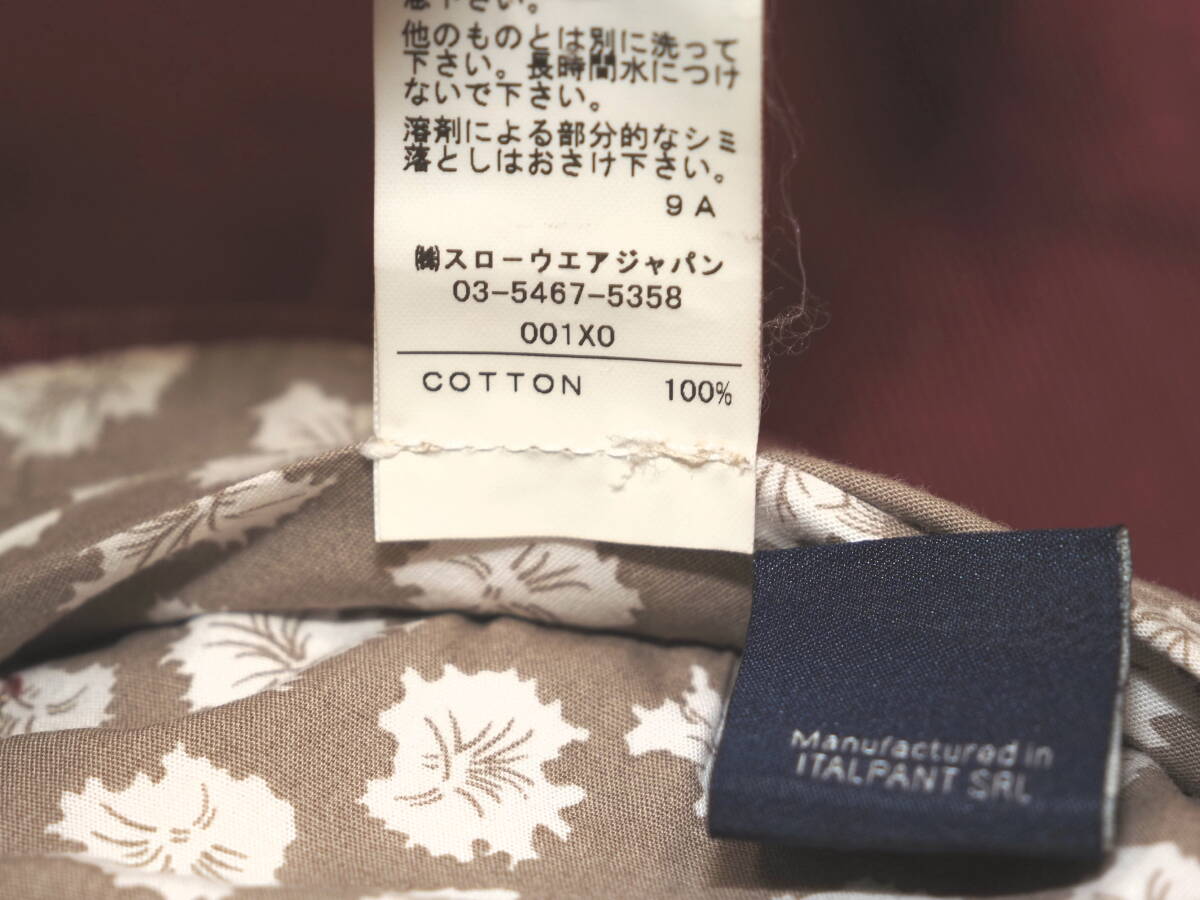 下さい。
他のものとは別に洗って
下さい。長時間水につけ
ないで下さい。
溶剤による部分的なシミ
落としはおさけ下さい。
9A
㈱スローウエアジャパン
03-5467-5358
001X0
COTTON 100%
Manufactured in
ITALPANT SRL